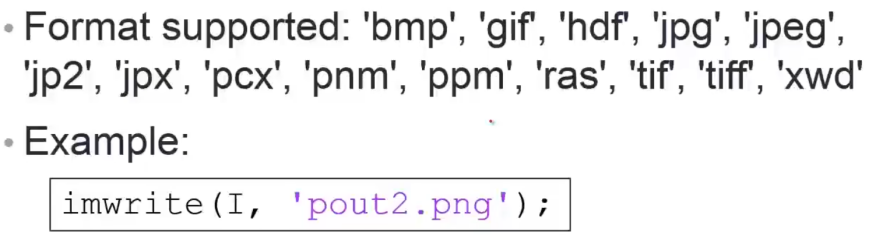 • Format supported: 'bmp', 'gif', 'hdf', 'jpg', 'jpeg',
'jp2', 'jpx', 'pcx', 'pnm', 'ppm', 'ras', 'tif', 'tiff', 'xwd'
• Example:
imwrite(I, 'pout2.png');